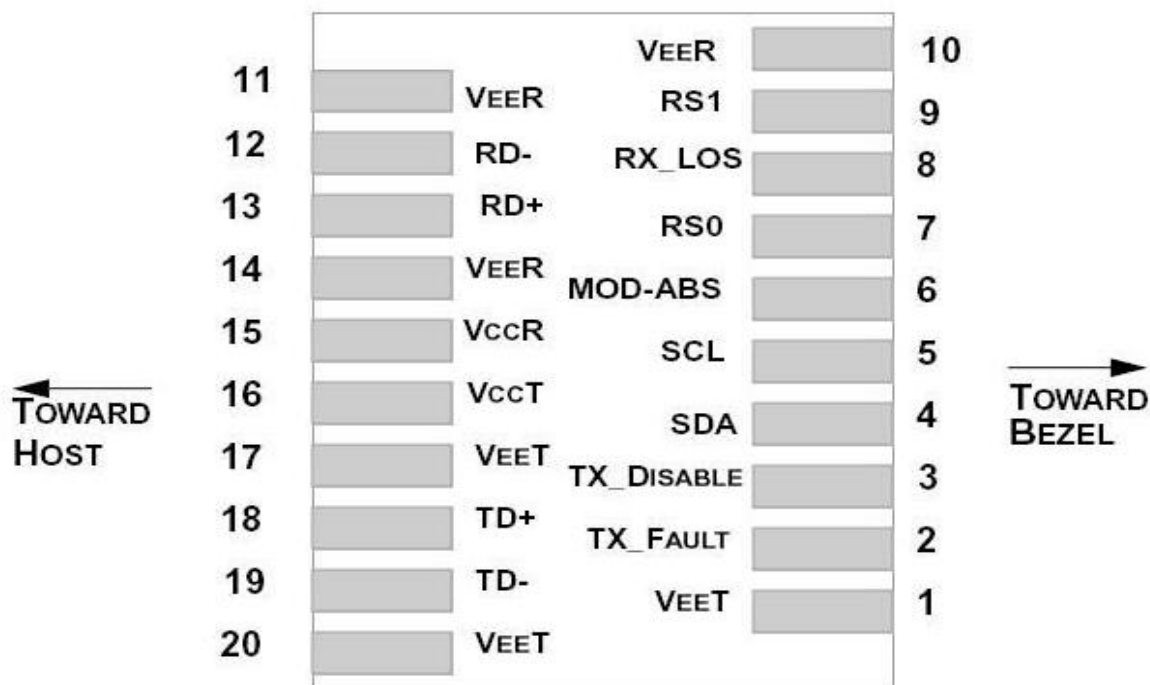 VEER 10
11 VEER
RS1 9
12 RD-
RX_LOS 8
13 RD+
RS0 7
14 VEER
MOD-ABS 6
15 VCCR
SCL 5
16 VCCT
SDA 4
17 VEET
TX_DISABLE 3
18 TD+
TX_FAULT 2
19 TD-
VEET 1
20 VEET
TOWARD
HOST
TOWARD
BEZEL